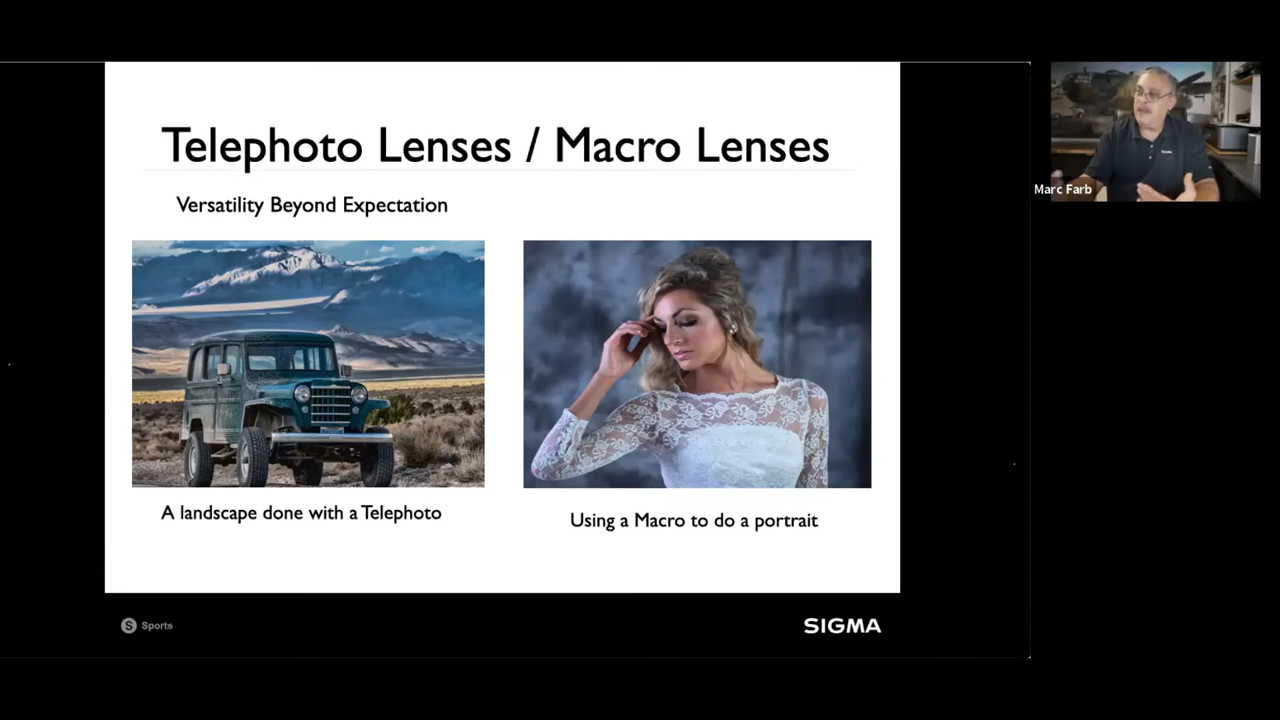 Telephoto Lenses / Macro Lenses
Versatility Beyond Expectation
A landscape done with a Telephoto
Using a Macro to do a portrait
S Sports
SIGMA
Marc Farb